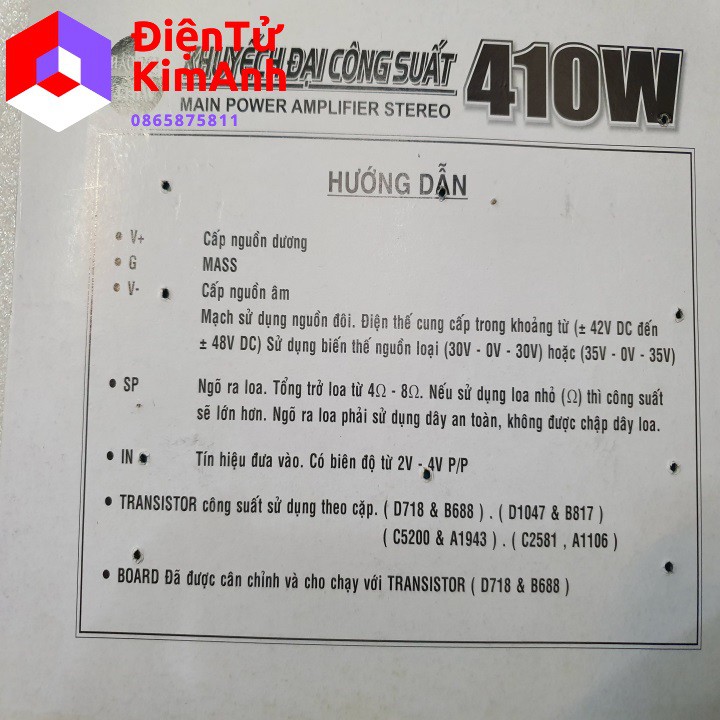 ĐiệnTử
KimAnh
0865875811
KHUYẾCH ĐẠI CÔNG SUẤT 410W
MAIN POWER AMPLIFIER STEREO
HƯỚNG DẪN
• V+ Cấp nguồn dương
• G MASS
• V- Cấp nguồn âm
Mạch sử dụng nguồn đôi. Điện thế cung cấp trong khoảng từ (± 42V DC đến
± 48V DC) Sử dụng biến thế nguồn loại (30V - 0V - 30V) hoặc (35V - 0V - 35V)
• SP Ngõ ra loa. Tổng trở loa từ 4Ω - 8Ω. Nếu sử dụng loa nhỏ (Ω) thì công suất
sẽ lớn hơn. Ngõ ra loa phải sử dụng dây an toàn, không được chập dây loa.
• IN Tín hiệu đưa vào. Có biên độ từ 2V - 4V P/P
• TRANSISTOR công suất sử dụng theo cặp. ( D718 & B688 ) . ( D1047 & B817 )
( C5200 & A1943 ) . ( C2581 , A1106 )
• BOARD Đã được cân chỉnh và cho chạy với TRANSISTOR ( D718 & B688 )